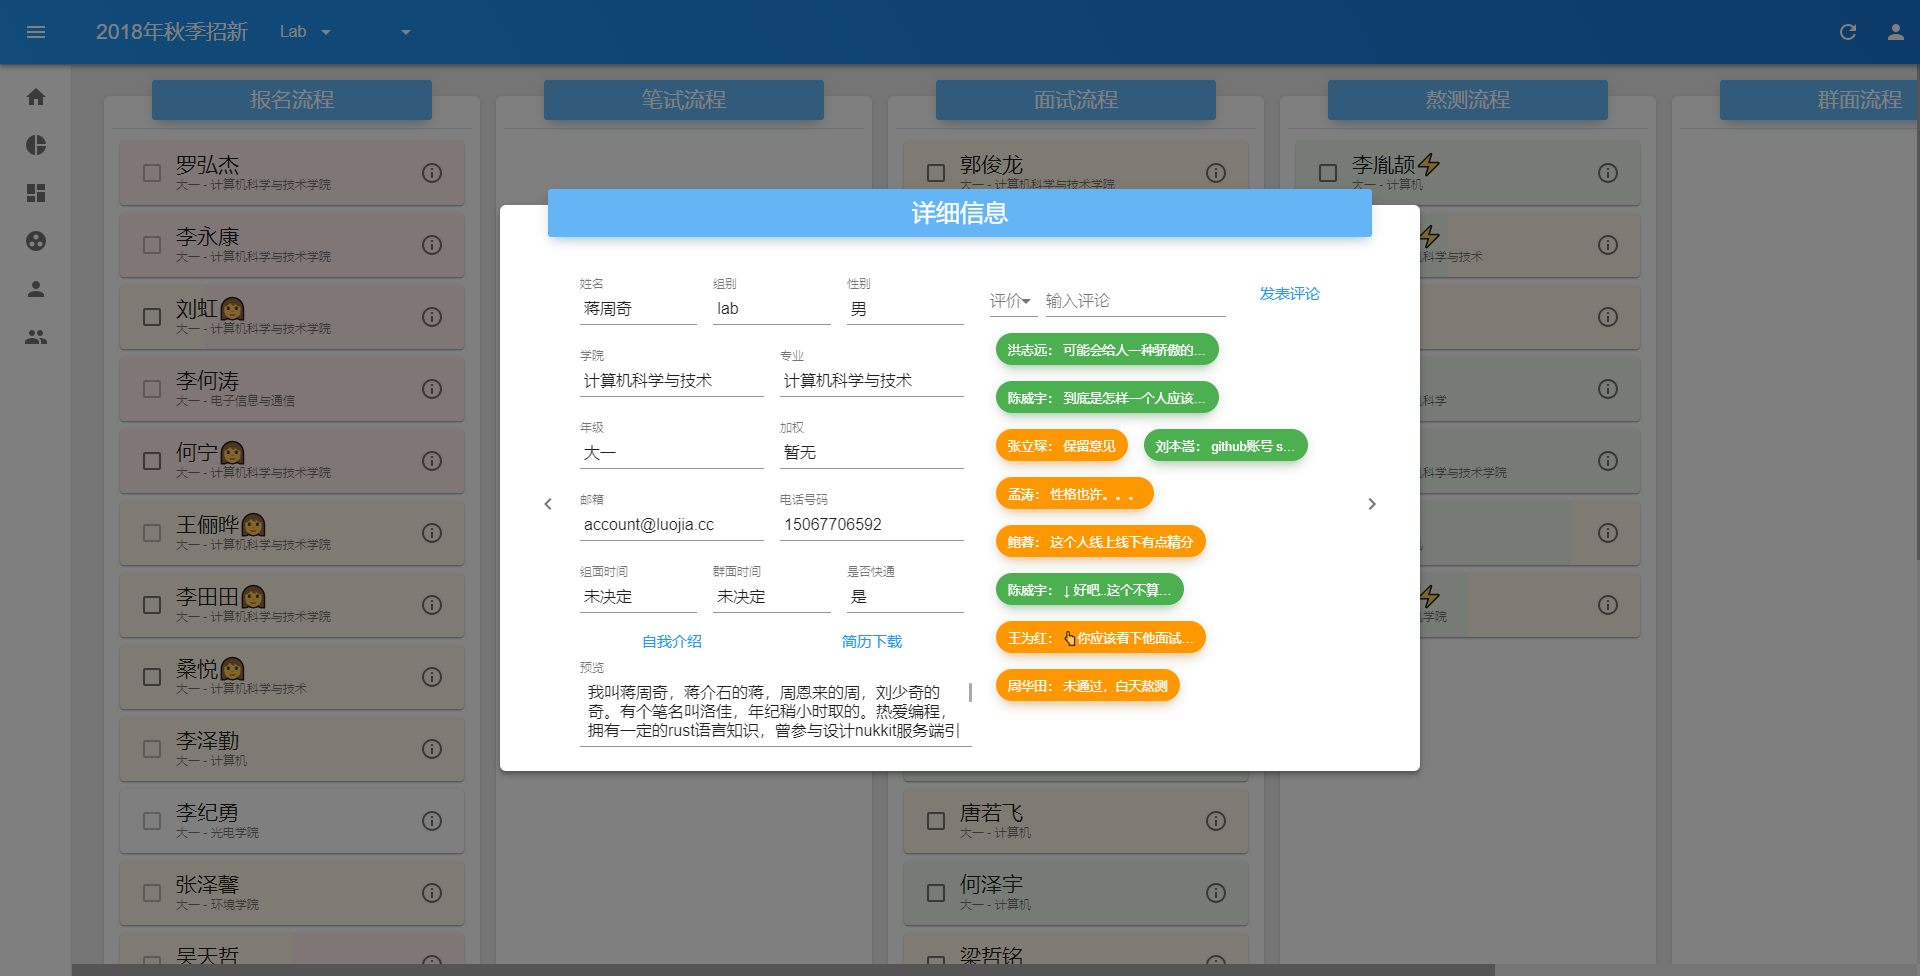 2018年秋季招新 Lab
报名流程
罗弘杰
大一 - 计算机科学与技术学院
李永康
大一 - 计算机科学与技术学院
刘虹👩
大一 - 计算机科学与技术学院
李何涛
大一 - 电子信息与通信
何宁👩
大一 - 计算机科学与技术学院
王俪晔👩
大一 - 计算机科学与技术学院
李田田👩
大一 - 计算机科学与技术学院
桑悦👩
大一 - 计算机科学与技术
李泽勤
大一 - 计算机
李纪勇
大一 - 光电学院
张泽馨
大一 - 环境学院
吴天哲
笔试流程
面试流程
郭俊龙
大一 - 计算机科学与技术学院
唐若飞
大一 - 计算机
何泽宇
大一 - 计算机
梁哲铭
熬测流程
李胤颉⚡
大一 - 计算机
⚡
科学与技术
科学
科学与技术学院
⚡
学院
群面流程
详细信息
姓名 组别 性别
蒋周奇 lab 男
学院 专业
计算机科学与技术 计算机科学与技术
年级 加权
大一 暂无
邮箱 电话号码
account@luojia.cc 15067706592
组面时间 群面时间 是否快通
未决定 未决定 是
自我介绍 简历下载
预览
我叫蒋周奇，蒋介石的蒋，周恩来的周，刘少奇的
奇。有个笔名叫洛佳，年纪稍小时取的。热爱编程，
拥有一定的rust语言知识，曾参与设计nukkit服务端引
评价 输入评论 发表评论
洪志远： 可能会给人一种骄傲的...
陈威宇： 到底是怎样一个人应该...
张立琛： 保留意见 刘本嵩： github账号 s...
孟涛： 性格也许。。。
鲍蓉： 这个人线上线下有点精分
陈威宇： ↓好吧..这个不算...
王为红： 👆你应该看下他面试...
周华田： 未通过，白天熬测